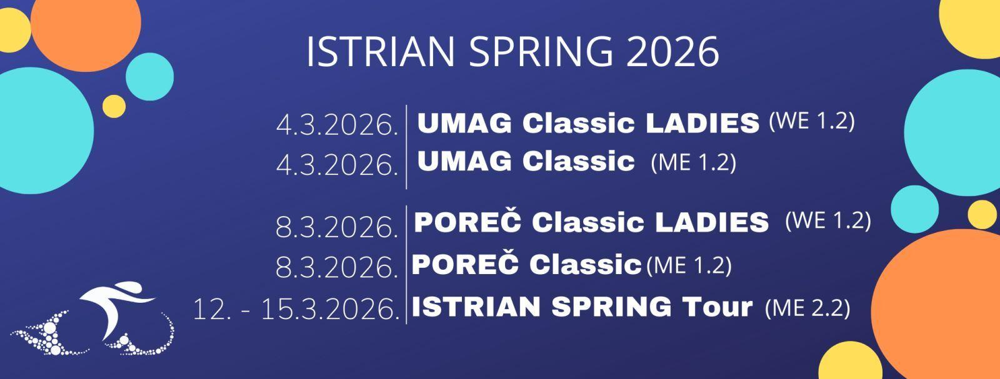 ISTRIAN SPRING 2026
4.3.2026. UMAG Classic LADIES (WE 1.2)
4.3.2026. UMAG Classic (ME 1.2)
8.3.2026. POREČ Classic LADIES (WE 1.2)
8.3.2026. POREČ Classic (ME 1.2)
12. - 15.3.2026. ISTRIAN SPRING Tour (ME 2.2)